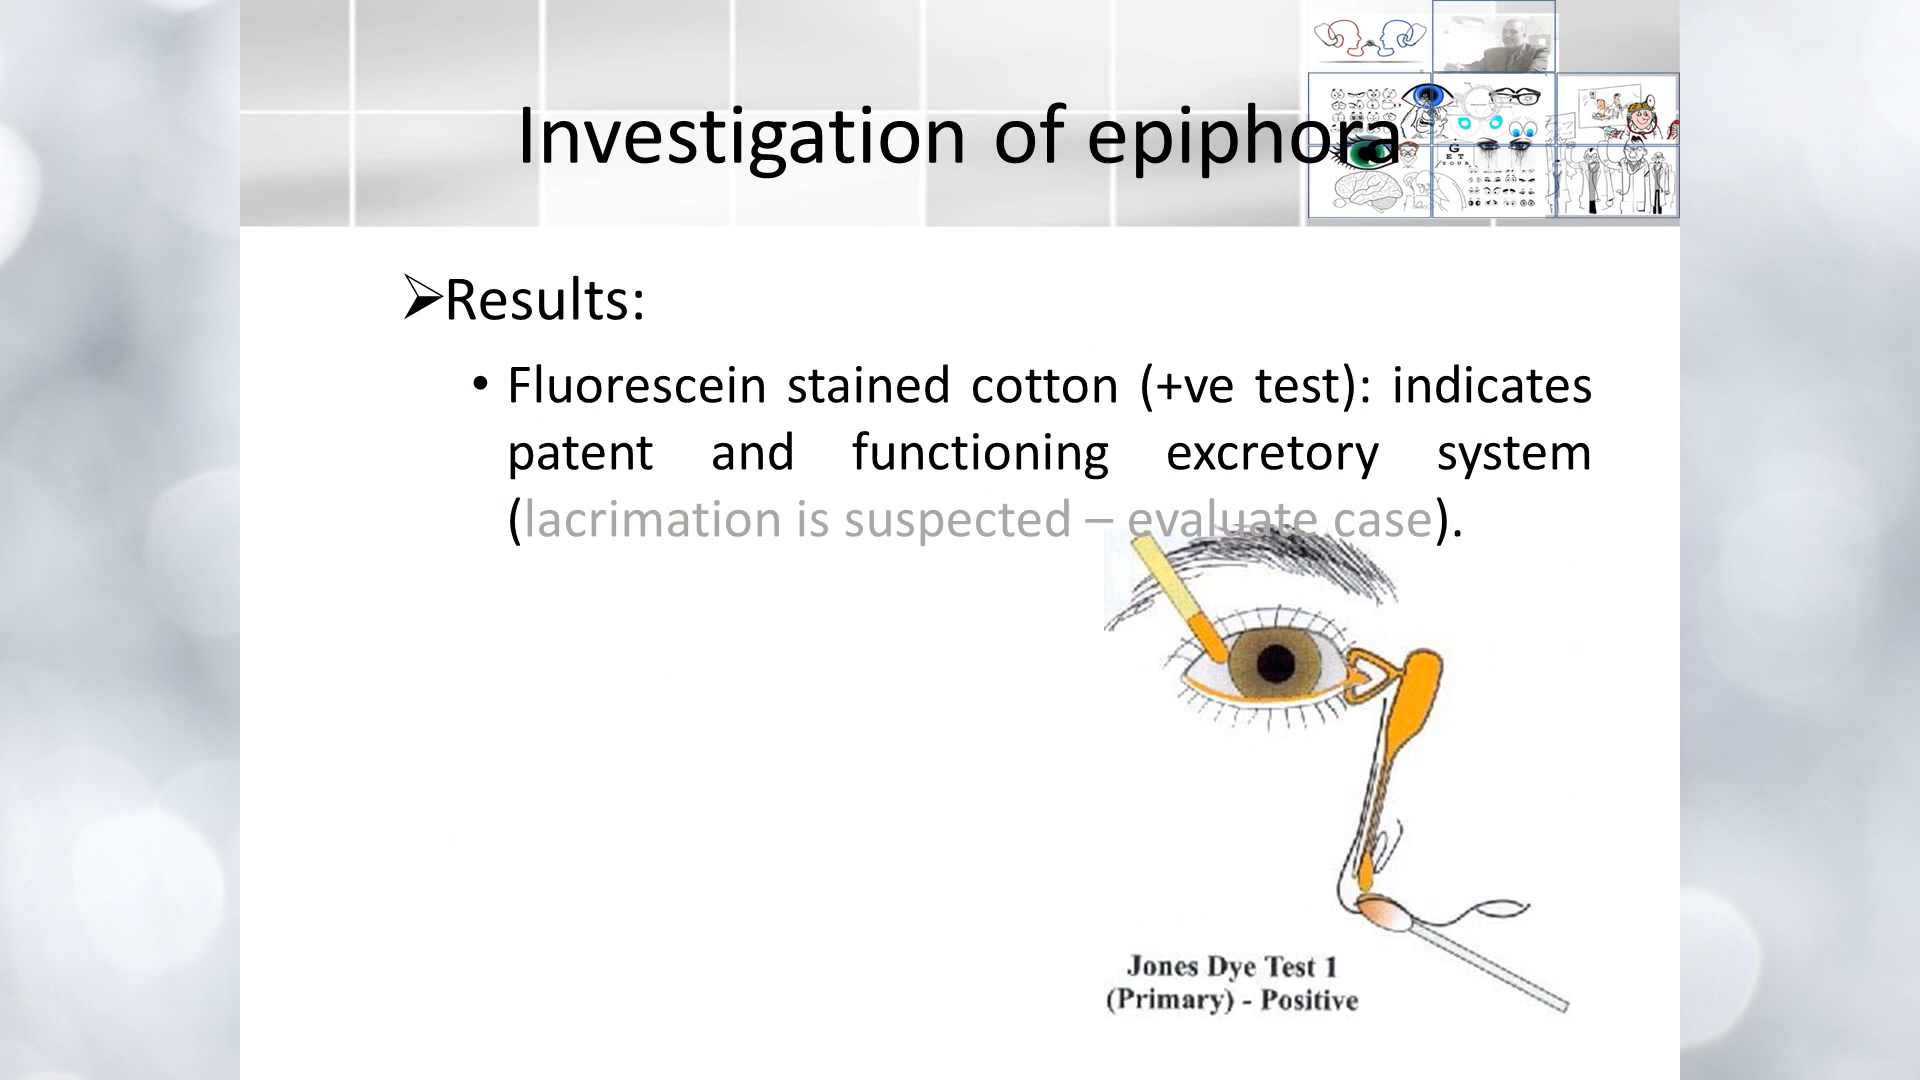 Investigation of epiphora
G
E T
Y O U R
➢Results:
• Fluorescein stained cotton (+ve test): indicates
patent and functioning excretory system
(lacrimation is suspected – evaluate case).
Jones Dye Test 1
(Primary) - Positive